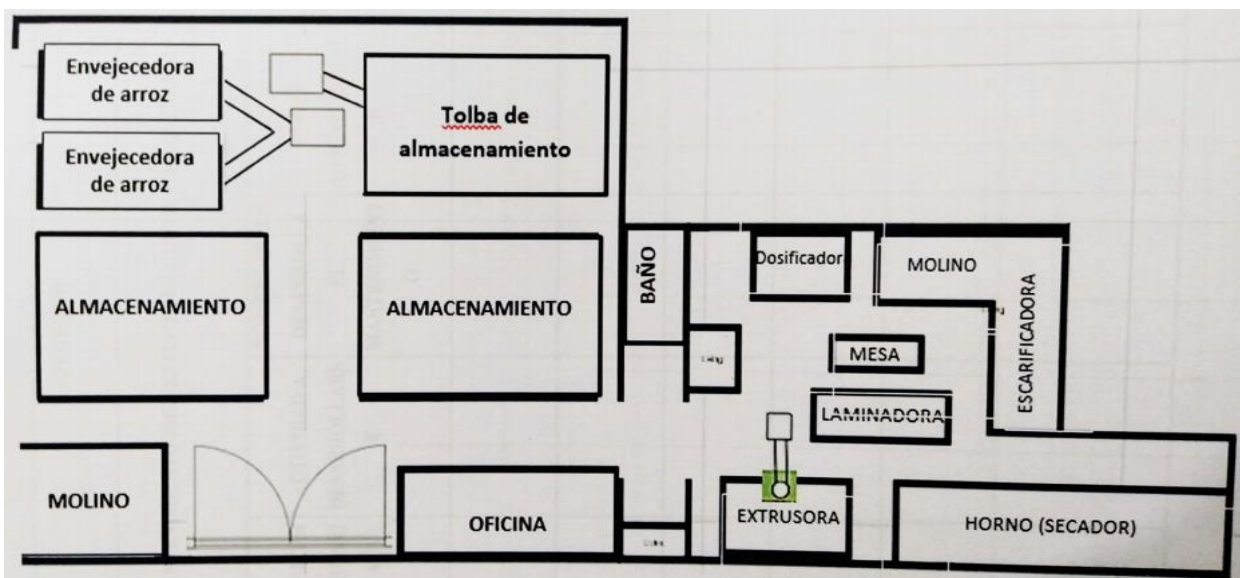 Envejecedora
de arroz
Envejecedora
de arroz
Tolba de
almacenamiento
ALMACENAMIENTO
ALMACENAMIENTO
BAÑO
Dosificador
MOLINO
ESCARIFICADORA
MESA
LAMINADORA
MOLINO
OFICINA
EXTRUSORA
HORNO (SECADOR)